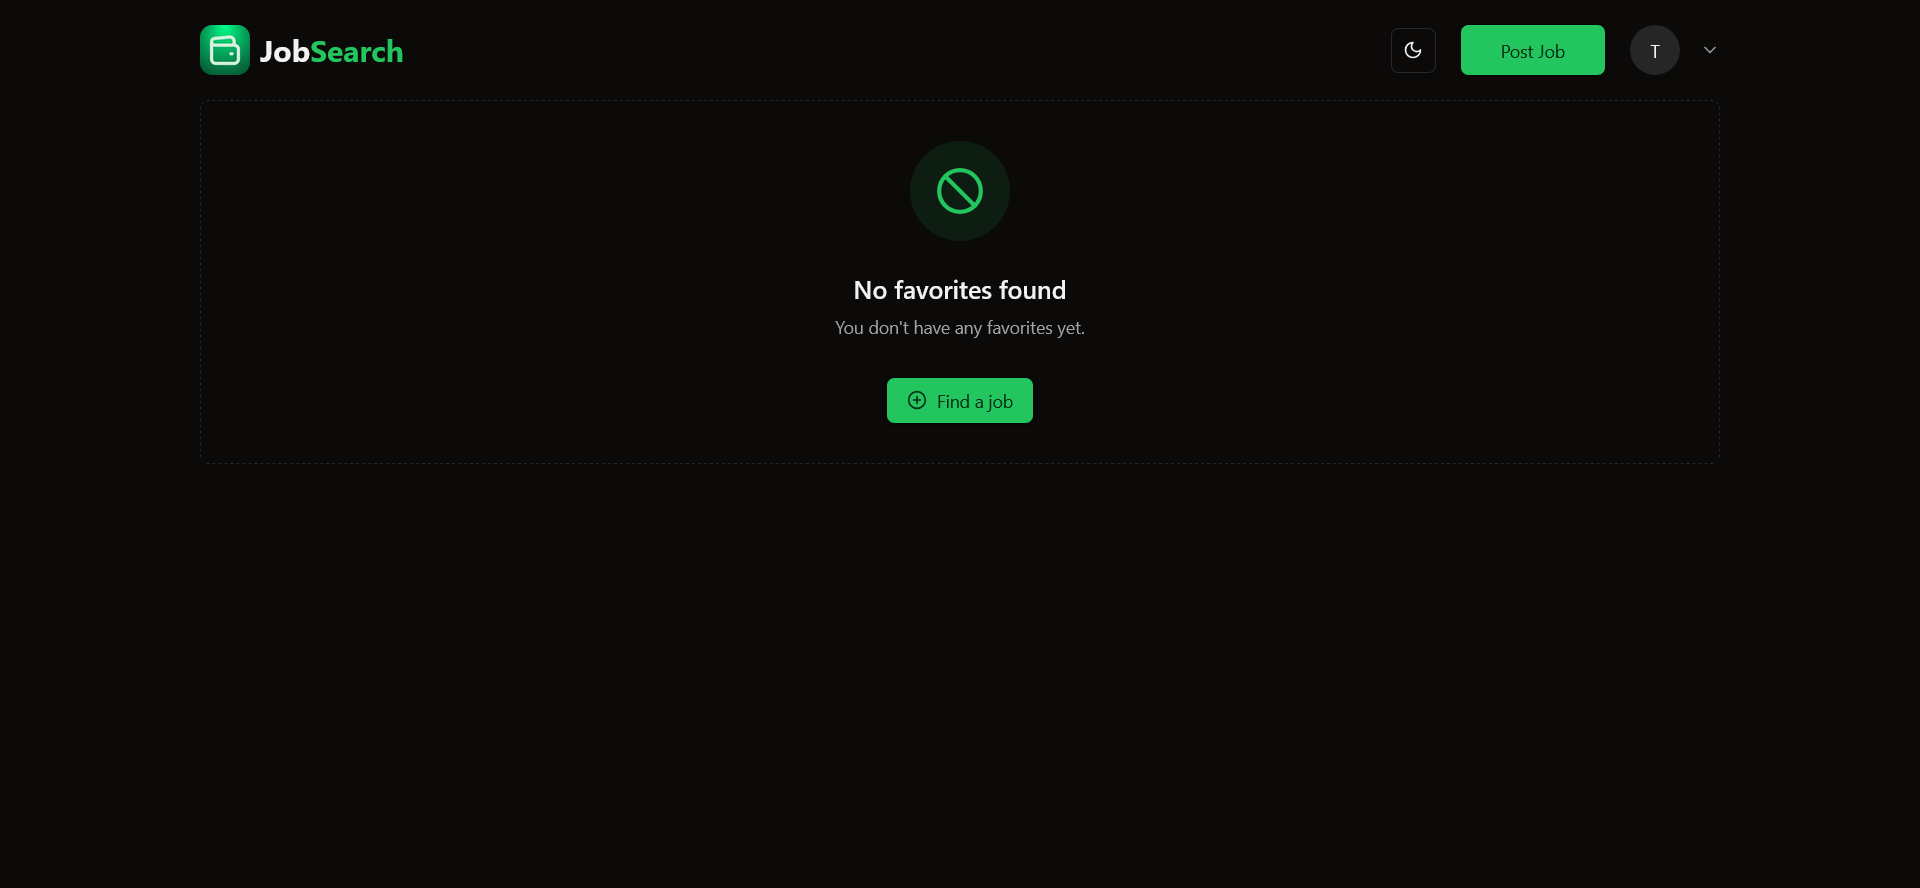 JobSearch
Post Job
T
No favorites found
You don't have any favorites yet.
Find a job